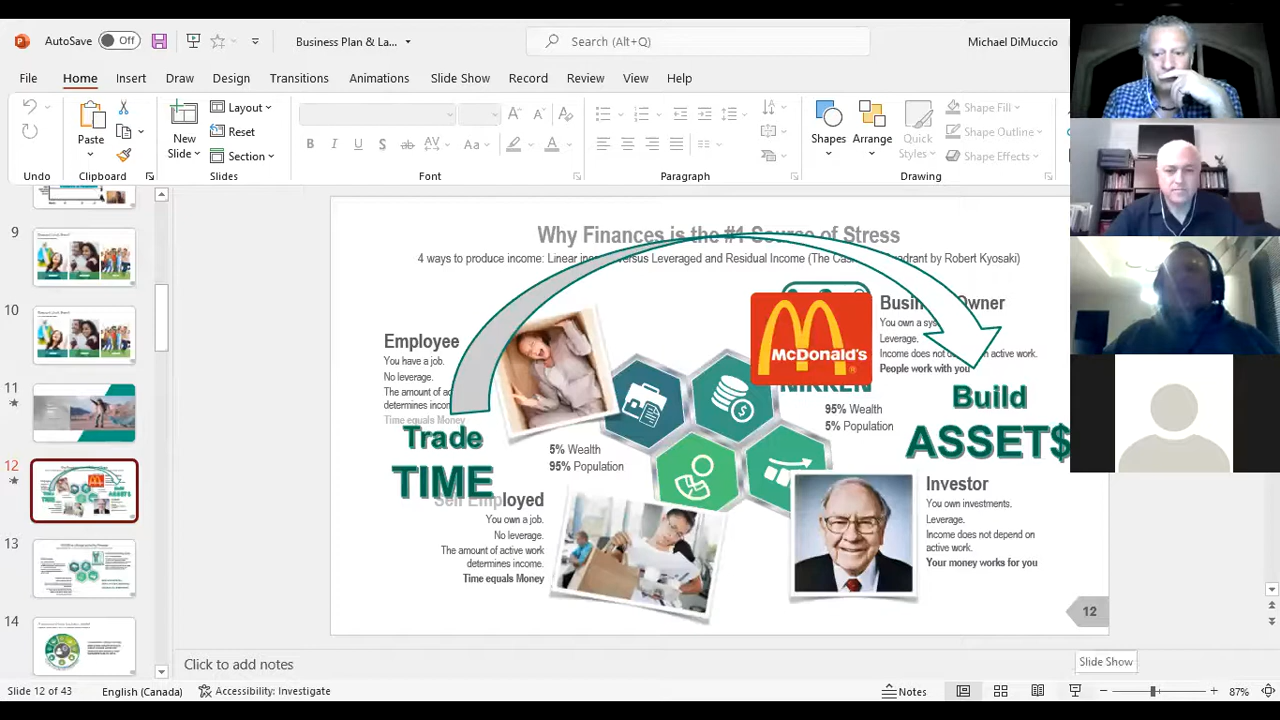 AutoSave Off
Business Plan & La...
Search (Alt+Q)
Michael DiMuccio
File Home Insert Draw Design Transitions Animations Slide Show Record Review View Help
Paste
New
Slide
Layout
Reset
Section
Shapes
Arrange
Quick
Styles
Shape Fill
Shape Outline
Shape Effects
Undo
Clipboard
Slides
Font
Paragraph
Drawing
9
10
11
12
13
14
Why Finances is the #1 Source of Stress
4 ways to produce income: Linear versus Leveraged and Residual Income (The Quadrant by Robert Kyosaki)
Employee
You have a job.
No leverage.
The amount of
Time equals Money
Trade
TIME
5% Wealth
95% Population
McDonald's
NIKKEN
Owner
You own a
Leverage.
Income does not active work.
People work with you
95% Wealth
5% Population
Build
ASSET$
Self Employed
You own a job.
No leverage.
The amount of active work
determines income.
Time equals Money
Investor
You own investments.
Leverage.
Income does not depend on
active work.
Your money works for you
12
Click to add notes
Slide Show
Slide 12 of 43
English (Canada)
Accessibility: Investigate
Notes
87%